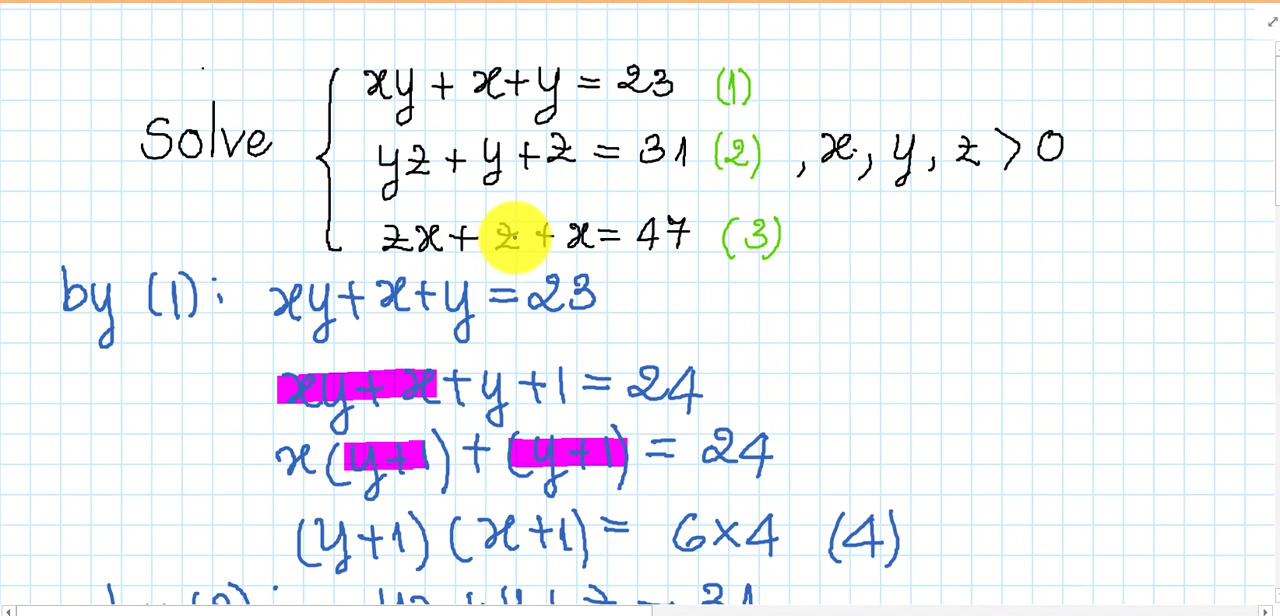 xy + x + y = 23 (1)
Solve yz + y + z = 31 (2) , x, y, z > 0
zx + z + x = 47 (3)
by (1): xy + x + y = 23
xy + x + y + 1 = 24
x(y+1) + (y+1) = 24
(y+1)(x+1) = 6×4 (4)